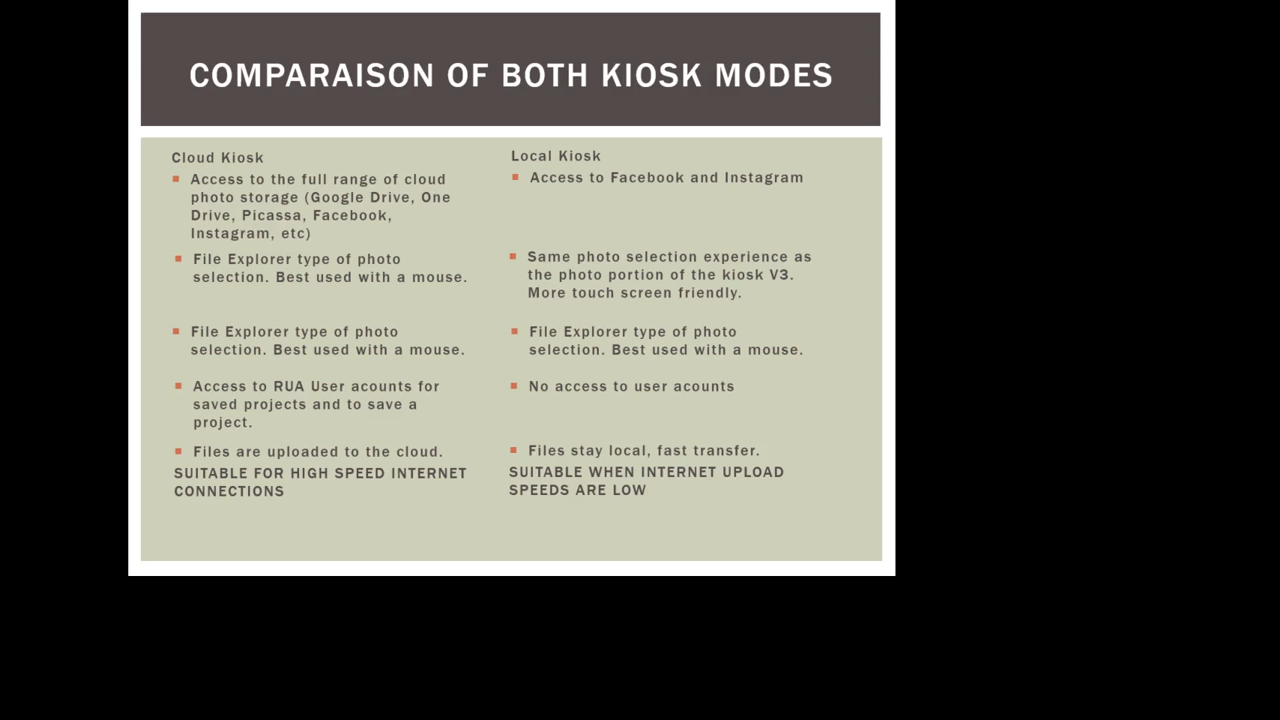 COMPARAISON OF BOTH KIOSK MODES
Cloud Kiosk
Access to the full range of cloud
photo storage (Google Drive, One
Drive, Picassa, Facebook,
Instagram, etc)
File Explorer type of photo
selection. Best used with a mouse.
File Explorer type of photo
selection. Best used with a mouse.
Access to RUA User acounts for
saved projects and to save a
project.
Files are uploaded to the cloud.
SUITABLE FOR HIGH SPEED INTERNET
CONNECTIONS
Local Kiosk
Access to Facebook and Instagram
Same photo selection experience as
the photo portion of the kiosk V3.
More touch screen friendly.
File Explorer type of photo
selection. Best used with a mouse.
No access to user acounts
Files stay local, fast transfer.
SUITABLE WHEN INTERNET UPLOAD
SPEEDS ARE LOW